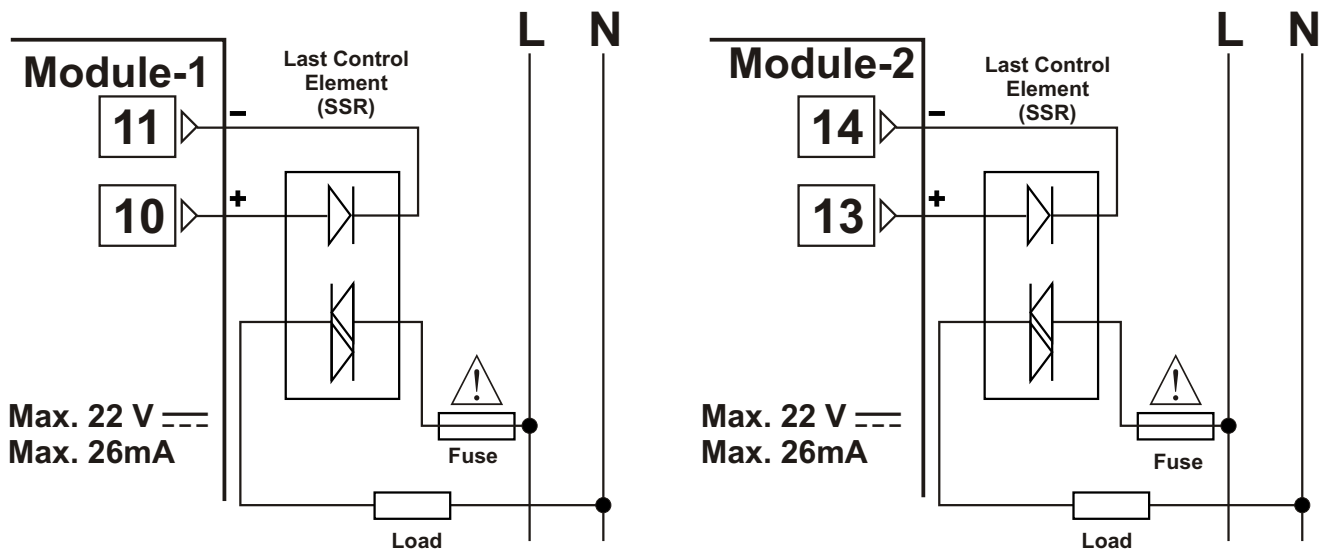 L N
Module-1
Last Control
Element
(SSR)
11
-
10
+
Max. 22 V
Max. 26mA
!
Fuse
Load
L N
Module-2
Last Control
Element
(SSR)
14
-
13
+
Max. 22 V
Max. 26mA
!
Fuse
Load